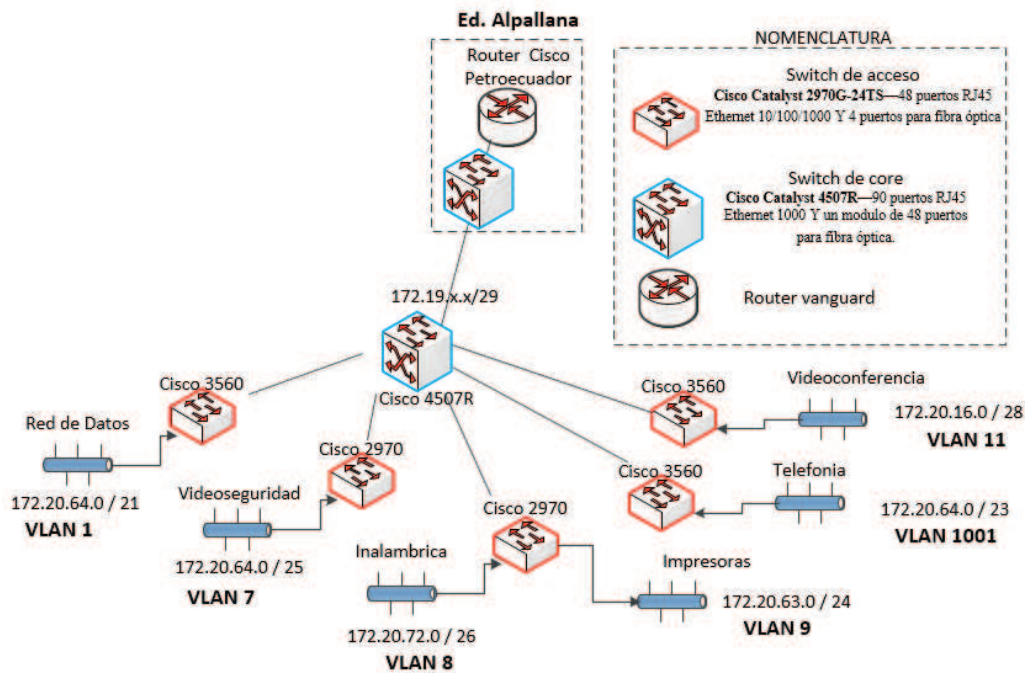 Ed. Alpallana
Router Cisco
Petroecuador
NOMENCLATURA
Switch de acceso
Cisco Catalyst 2970G-24TS—48 puertos RJ45
Ethernet 10/100/1000 Y 4 puertos para fibra óptica
Switch de core
Cisco Catalyst 4507R—90 puertos RJ45
Ethernet 1000 Y un modulo de 48 puertos
para fibra óptica.
Router vanguard
172.19.x.x/29
Cisco 4507R
Cisco 3560
Red de Datos
172.20.64.0 / 21
VLAN 1
Cisco 2970
Videoseguridad
172.20.64.0 / 25
VLAN 7
Cisco 2970
Inalambrica
172.20.72.0 / 26
VLAN 8
Impresoras
172.20.63.0 / 24
VLAN 9
Cisco 3560
Videoconferencia
172.20.16.0 / 28
VLAN 11
Cisco 3560
Telefonia
172.20.64.0 / 23
VLAN 1001